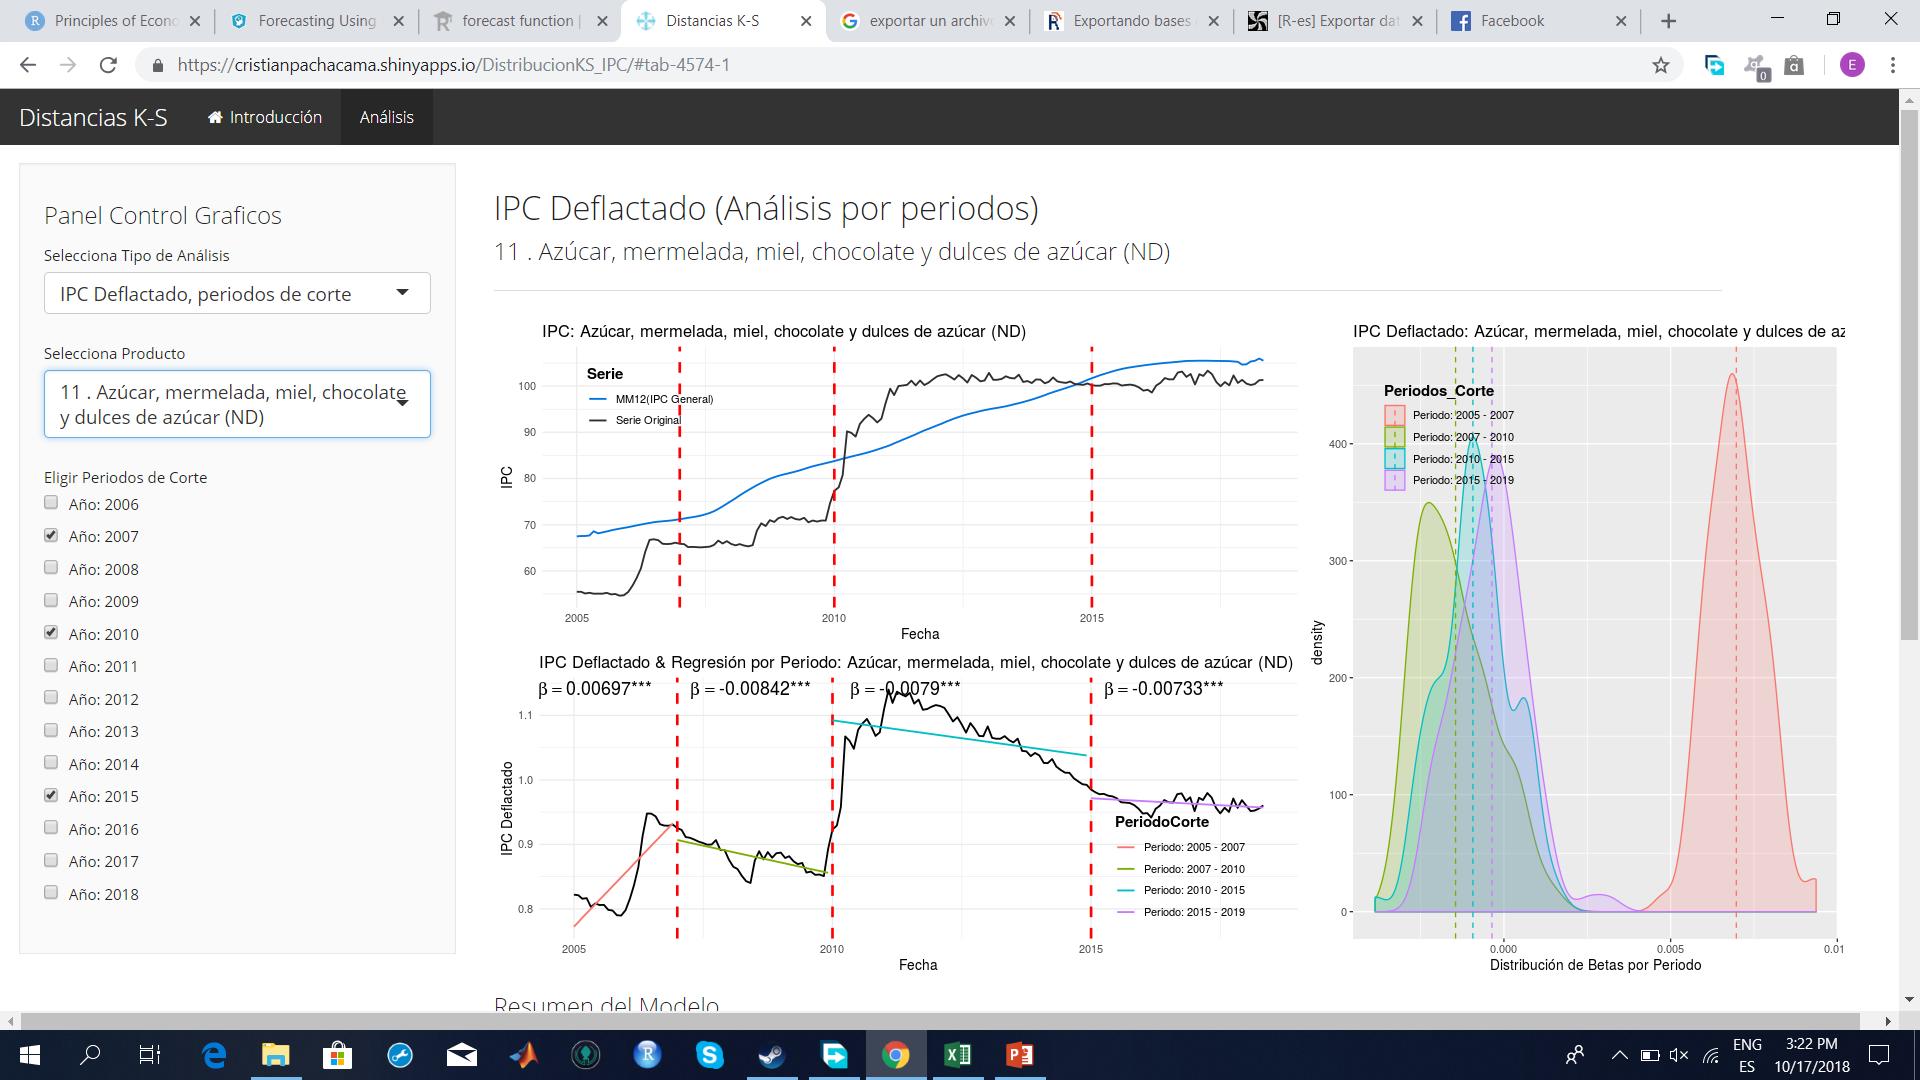 Principles of Econo
Forecasting Using
forecast function |
Distancias K-S
exportar un archiv
Exportando bases
[R-es] Exportar dat
Facebook
https://cristianpachacama.shinyapps.io/DistribucionKS_IPC/#tab-4574-1
0
a
E
Distancias K-S
Introducción
Análisis
Panel Control Graficos
Selecciona Tipo de Análisis
IPC Deflactado, periodos de corte
Selecciona Producto
11 . Azúcar, mermelada, miel, chocolate
y dulces de azúcar (ND)
Eligir Periodos de Corte
Año: 2006
Año: 2007
Año: 2008
Año: 2009
Año: 2010
Año: 2011
Año: 2012
Año: 2013
Año: 2014
Año: 2015
Año: 2016
Año: 2017
Año: 2018
IPC Deflactado (Análisis por periodos)
11 . Azúcar, mermelada, miel, chocolate y dulces de azúcar (ND)
IPC: Azúcar, mermelada, miel, chocolate y dulces de azúcar (ND)
Serie
MM12(IPC General)
Serie Original
100
90
80
70
60
IPC
2005
2010
2015
Fecha
IPC Deflactado & Regresión por Periodo: Azúcar, mermelada, miel, chocolate y dulces de azúcar (ND)
β = 0.00697***
β = -0.00842***
β = -0.0079***
β = -0.00733***
1.1
1.0
0.9
0.8
IPC Deflactado
PeriodoCorte
Periodo: 2005 - 2007
Periodo: 2007 - 2010
Periodo: 2010 - 2015
Periodo: 2015 - 2019
2005
2010
2015
Fecha
IPC Deflactado: Azúcar, mermelada, miel, chocolate y dulces de az
Periodos_Corte
Periodo: 2005 - 2007
Periodo: 2007 - 2010
Periodo: 2010 - 2015
Periodo: 2015 - 2019
400
300
200
100
0
density
0.000
0.005
0.01
Distribución de Betas por Periodo
Resumen del Modelo
ENG
ES
3:22 PM
10/17/2018